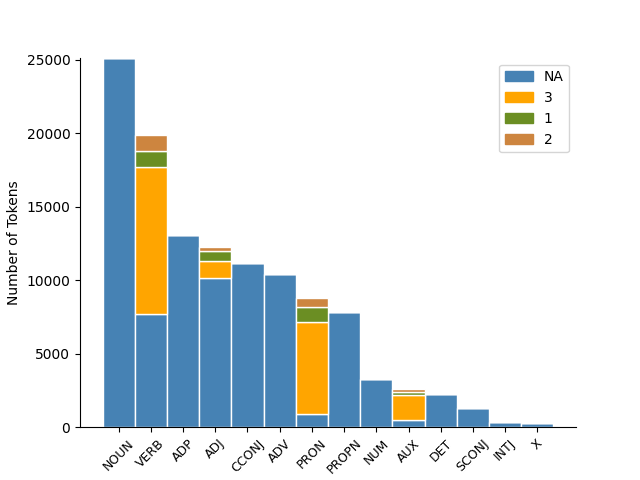 25000
20000
15000
10000
5000
0
Number of Tokens
NA
3
1
2
NOUN
VERB
ADP
ADJ
CCONJ
ADV
PRON
PROPN
NUM
AUX
DET
SCONJ
INTJ
X